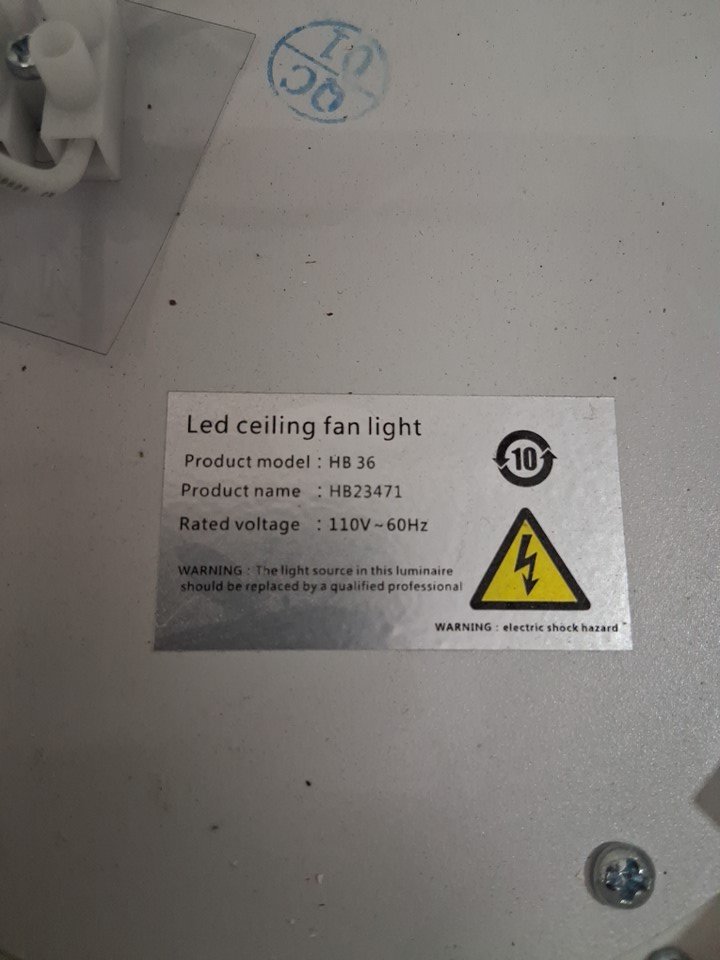 QC
01
Led ceiling fan light
Product model : HB 36
10
Product name : HB23471
Rated voltage : 110V~60Hz
WARNING : The light source in this luminaire
should be replaced by a qualified professional
WARNING : electric shock hazard